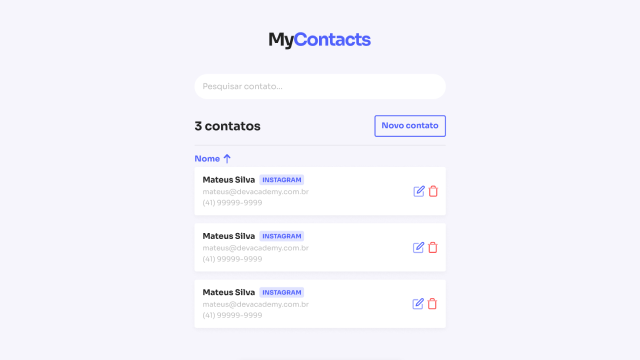 MyContacts
Pesquisar contato...
3 contatos
Novo contato
Nome
Mateus Silva INSTAGRAM
mateus@devacademy.com.br
(41) 99999-9999
Mateus Silva INSTAGRAM
mateus@devacademy.com.br
(41) 99999-9999
Mateus Silva INSTAGRAM
mateus@devacademy.com.br
(41) 99999-9999